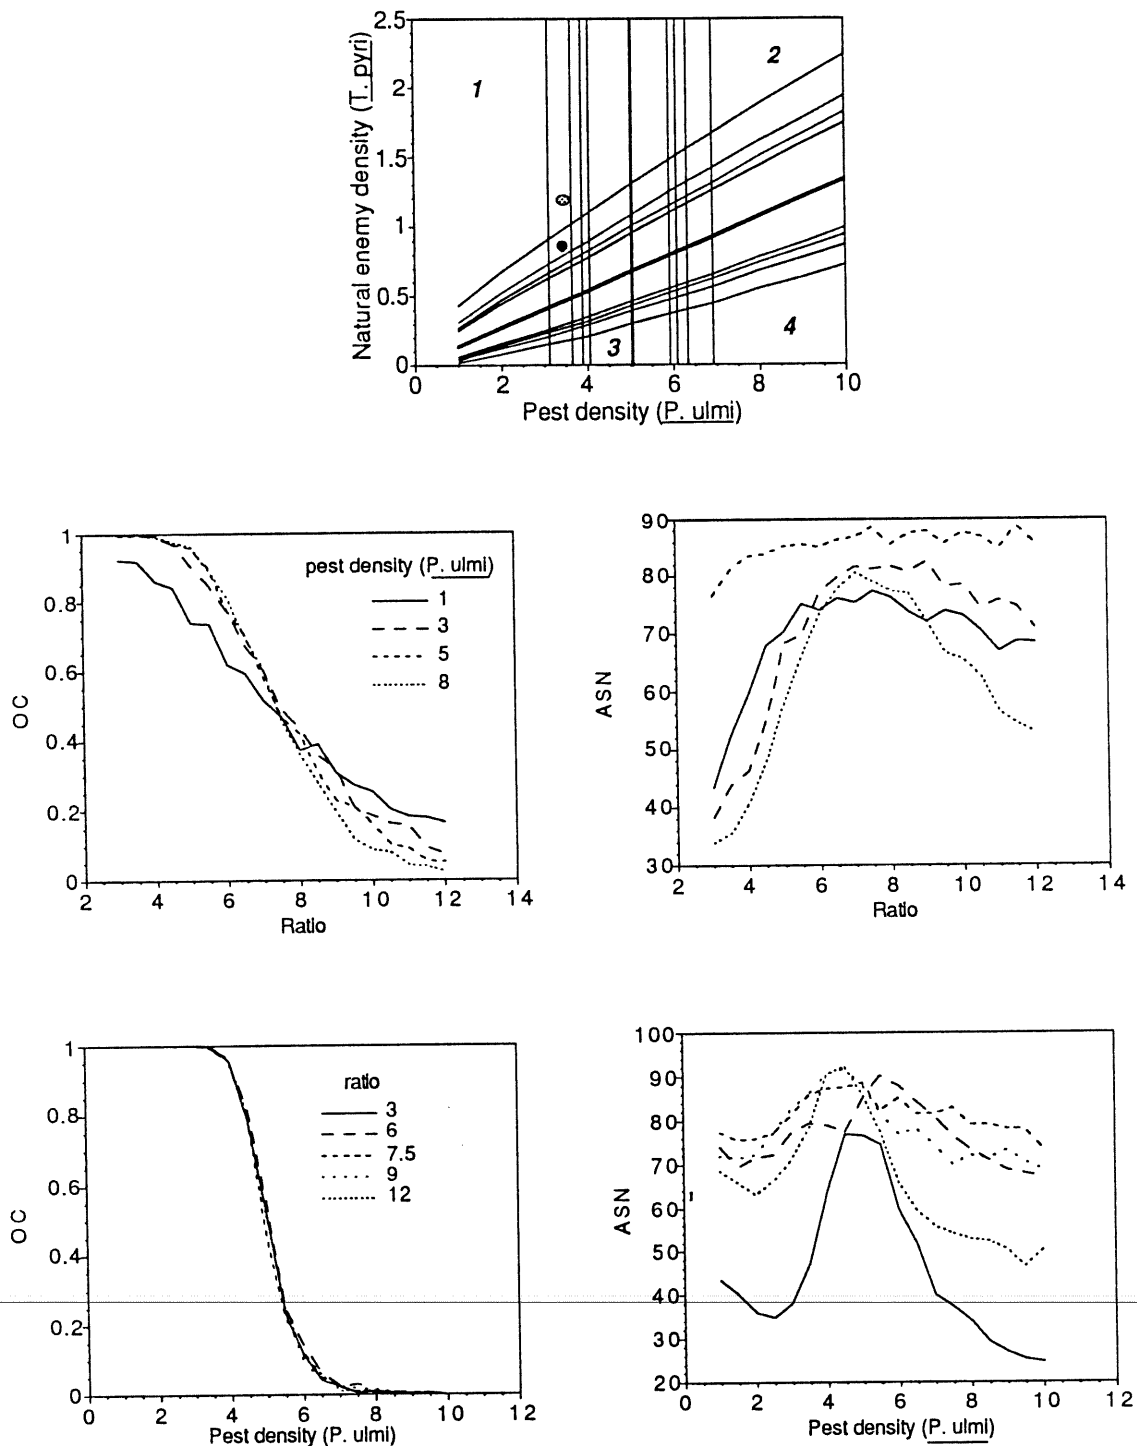 Natural enemy density (T. pyri)
2.5
2
1.5
1
0.5
0
1
2
3
4
0 2 4 6 8 10
Pest density (P. ulmi)
OC
1
0.8
0.6
0.4
0.2
0
pest density (P. ulmi)
1
3
5
8
2 4 6 8 10 12 14
Ratio
ASN
90
80
70
60
50
40
30
2 4 6 8 10 12 14
Ratio
OC
1
0.8
0.6
0.4
0.2
0
ratio
3
6
7.5
9
12
0 2 4 6 8 10 12
Pest density (P. ulmi)
ASN
100
90
80
70
60
50
40
30
20
0 2 4 6 8 10 12
Pest density (P. ulmi)